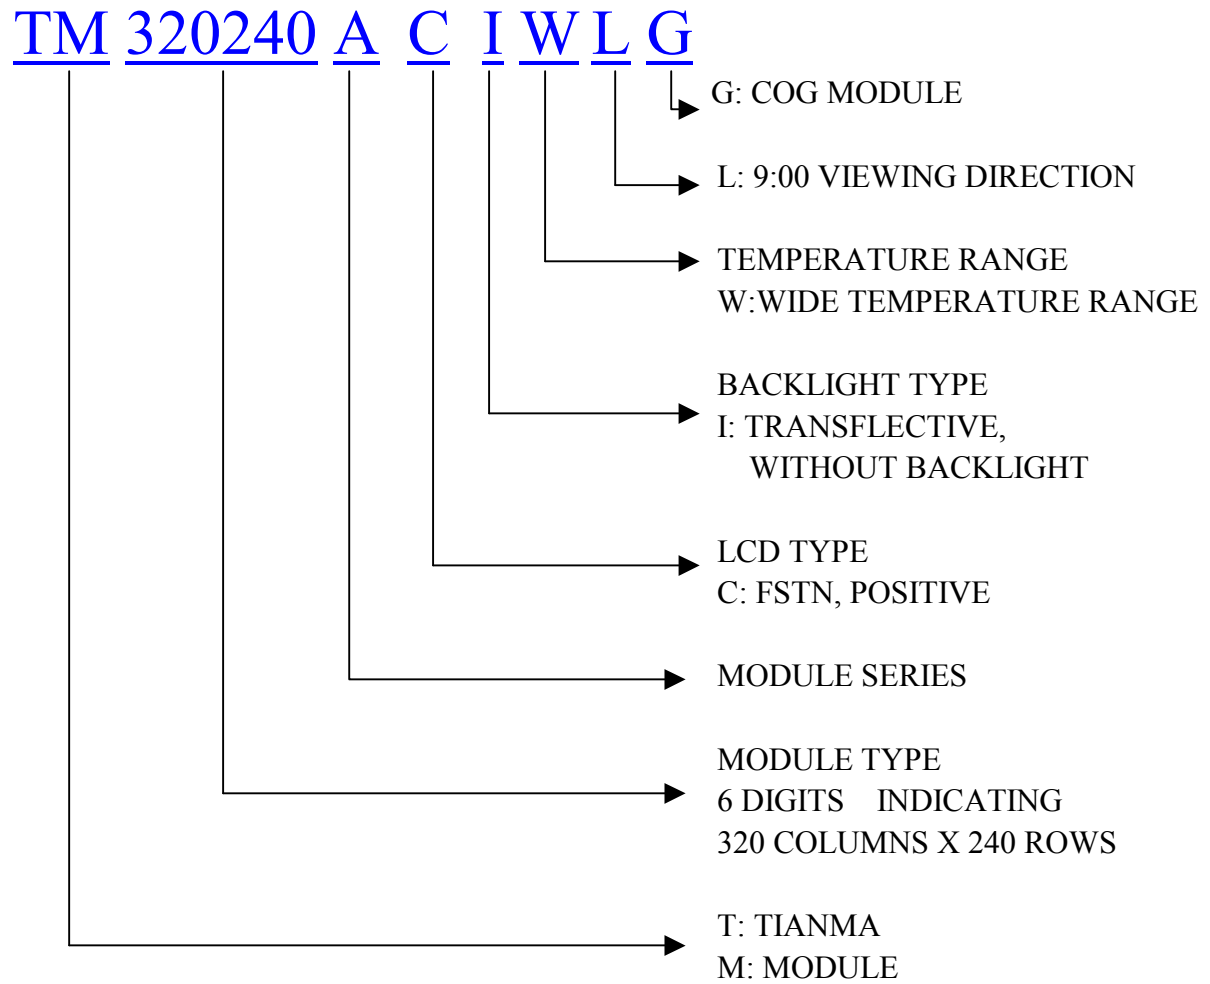 TM 320240 A C I W L G
G: COG MODULE
L: 9:00 VIEWING DIRECTION
TEMPERATURE RANGE
W:WIDE TEMPERATURE RANGE
BACKLIGHT TYPE
I: TRANSFLECTIVE,
WITHOUT BACKLIGHT
LCD TYPE
C: FSTN, POSITIVE
MODULE SERIES
MODULE TYPE
6 DIGITS INDICATING
320 COLUMNS X 240 ROWS
T: TIANMA
M: MODULE